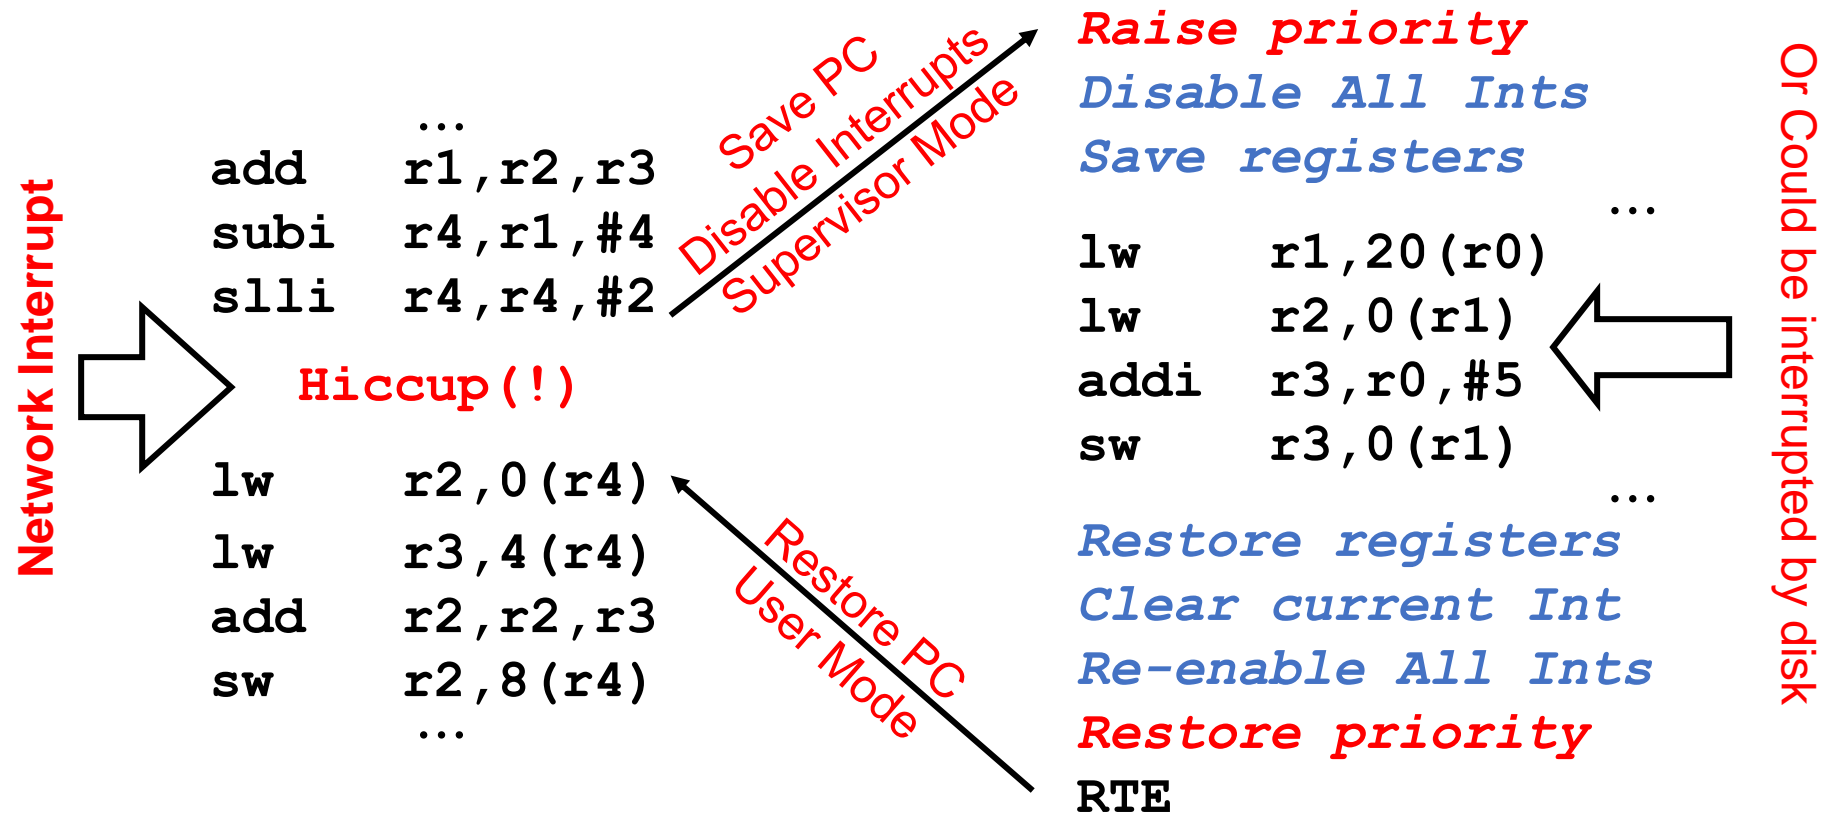 Network Interrupt
...
add r1,r2,r3
subi r4,r1,#4
slli r4,r4,#2
Hiccup(!)
lw r2,0(r4)
lw r3,4(r4)
add r2,r2,r3
sw r2,8(r4)
...
Save PC
Disable Interrupts
Supervisor Mode
Restore PC
User Mode
Raise priority
Disable All Ints
Save registers
...
lw r1,20(r0)
lw r2,0(r1)
addi r3,r0,#5
sw r3,0(r1)
...
Restore registers
Clear current Int
Re-enable All Ints
Restore priority
RTE
Or Could be interrupted by disk